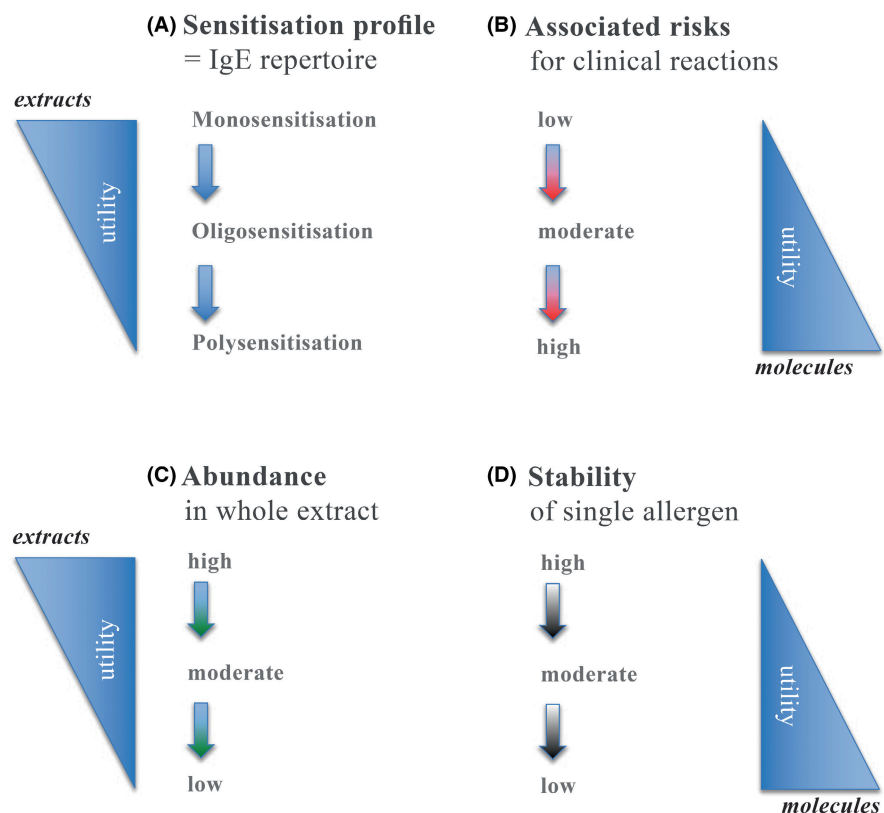 (A) Sensitisation profile
= IgE repertoire
extracts
utility
Monosensitisation
Oligosensitisation
Polysensitisation
(B) Associated risks
for clinical reactions
low
moderate
high
utility
molecules
(C) Abundance
in whole extract
extracts
utility
high
moderate
low
(D) Stability
of single allergen
high
moderate
low
utility
molecules